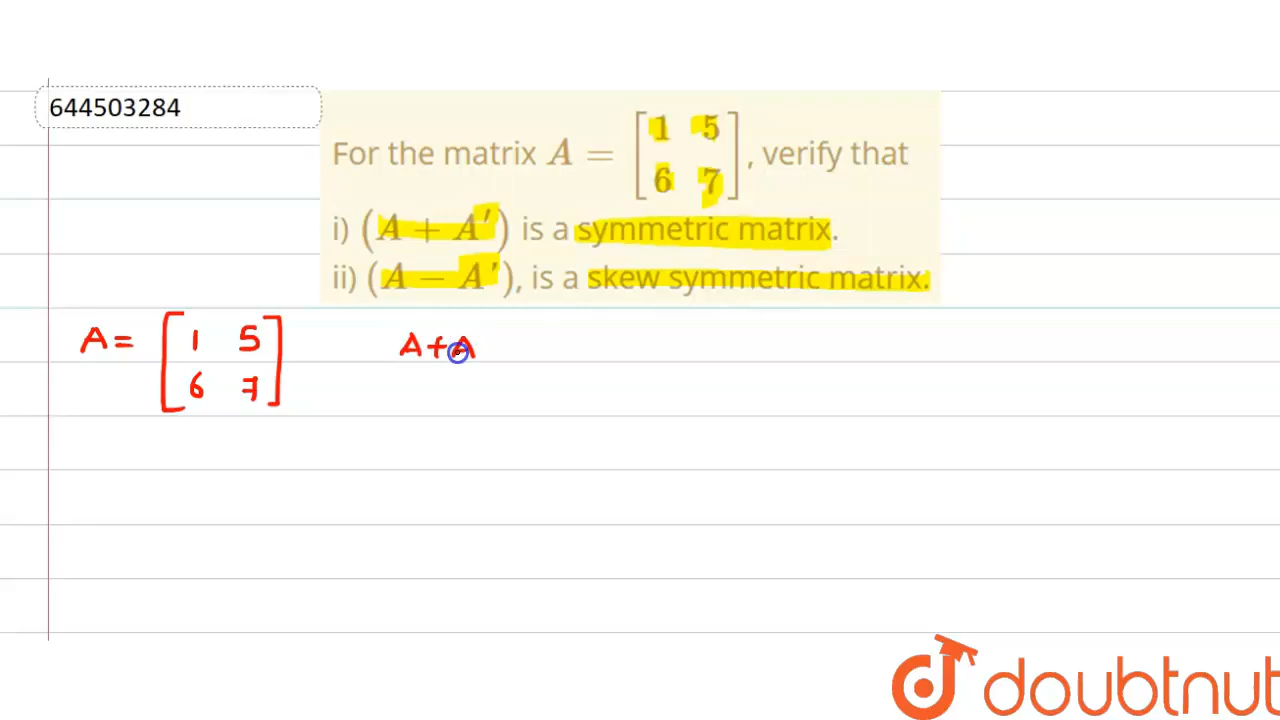 644503284
For the matrix A = [1 5
6 7], verify that
i) (A + A′) is a symmetric matrix.
ii) (A − A′), is a skew symmetric matrix.
A = [1 5
6 7]
A+A
doubtnut